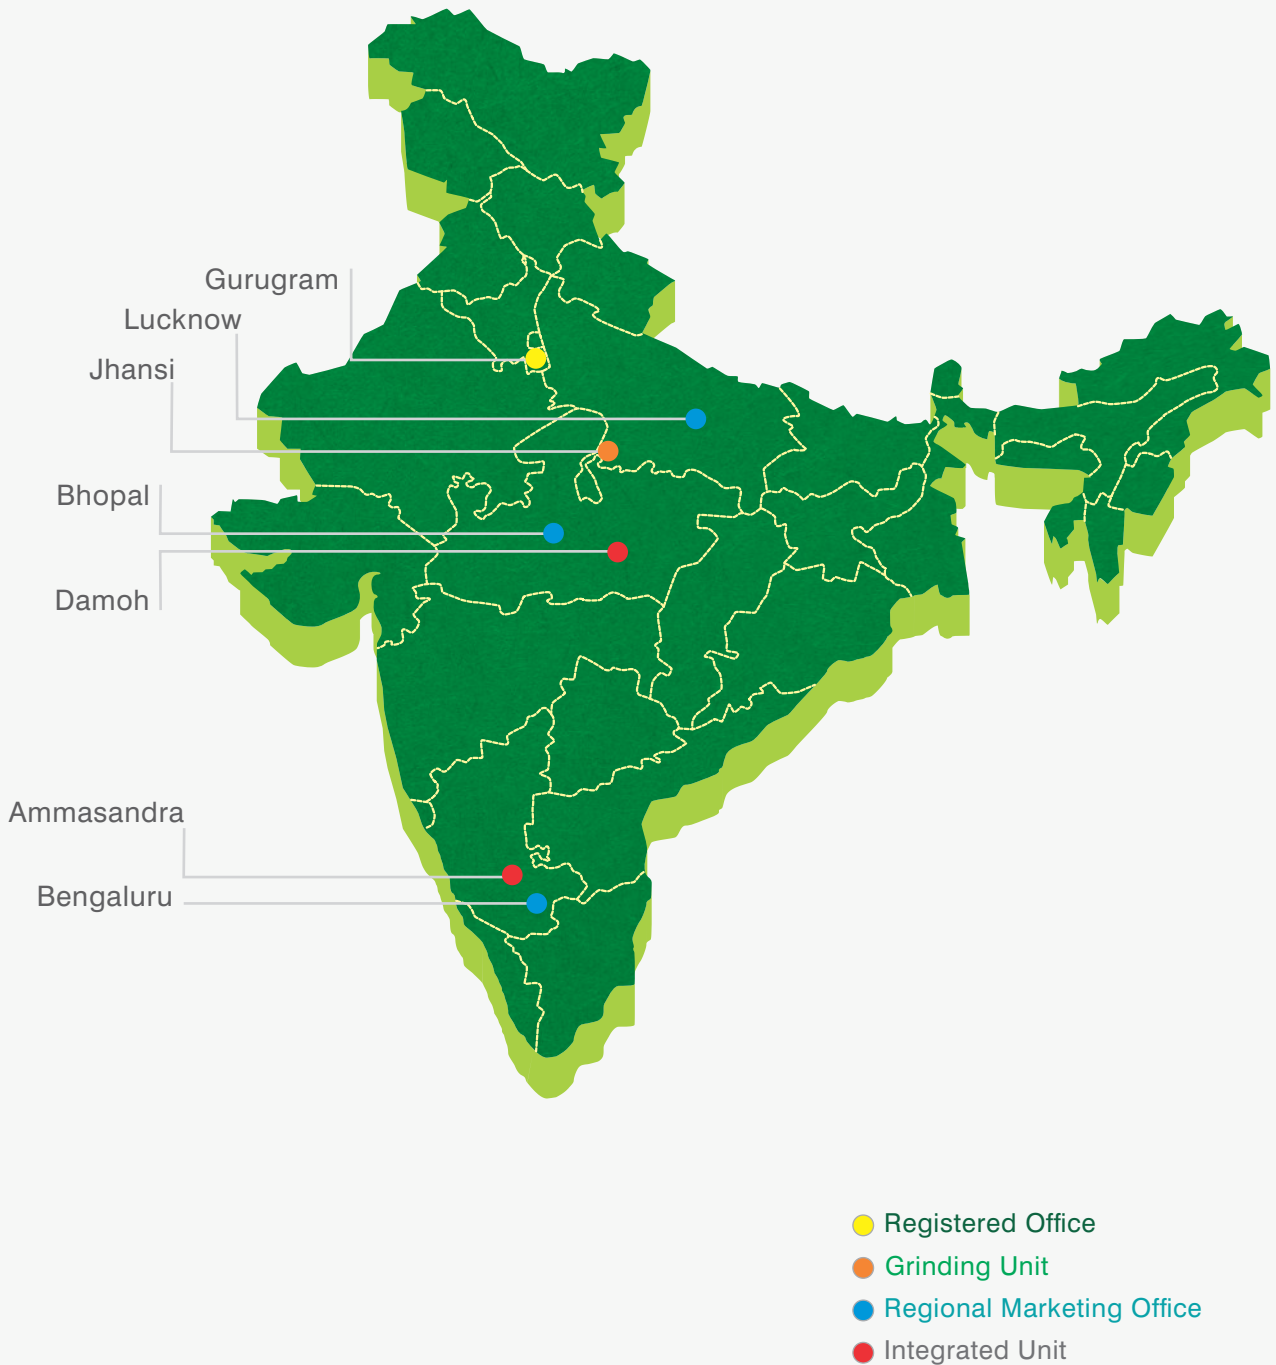 Gurugram
Lucknow
Jhansi
Bhopal
Damoh
Ammasandra
Bengaluru
Registered Office
Grinding Unit
Regional Marketing Office
Integrated Unit